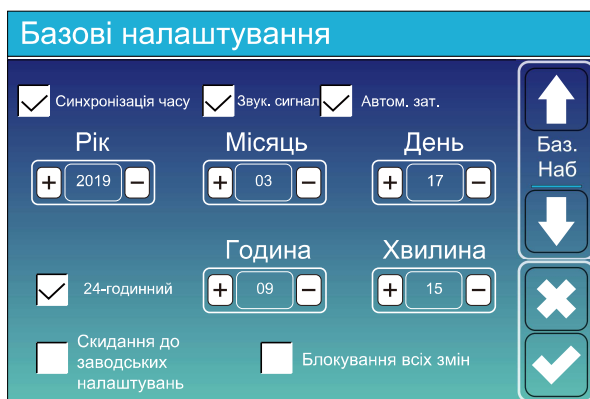 Базові налаштування
Синхронізація часу Звук. сигнал Автом. зат.
Рік Місяць День
+ 2019 − + 03 − + 17 −
Баз.
Наб
Година Хвилина
24-годинний + 09 − + 15 −
Скидання до
заводських
налаштувань
Блокування всіх змін